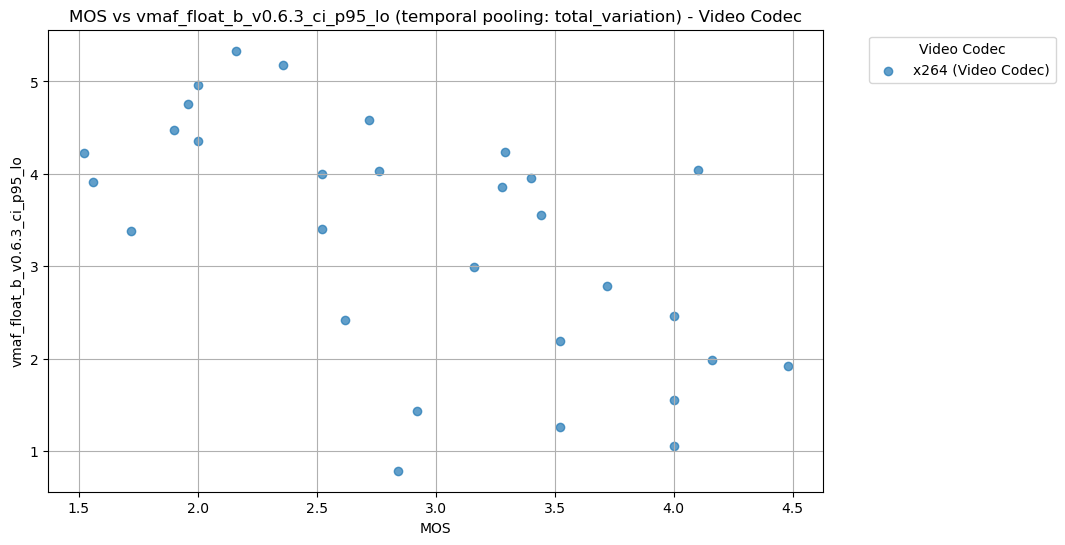 MOS vs vmaf_float_b_v0.6.3_ci_p95_lo (temporal pooling: total_variation) - Video Codec
Video Codec
x264 (Video Codec)
vmaf_float_b_v0.6.3_ci_p95_lo
5
4
3
2
1
1.5 2.0 2.5 3.0 3.5 4.0 4.5
MOS